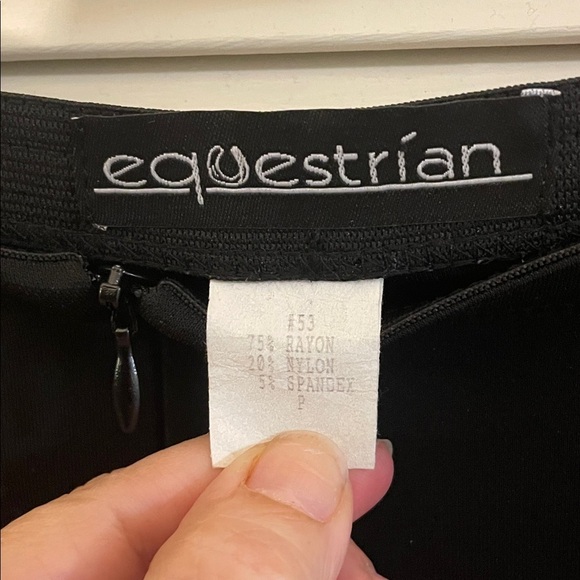 equestrian
#53
75% RAYON
20% NYLON
5% SPANDEX
P